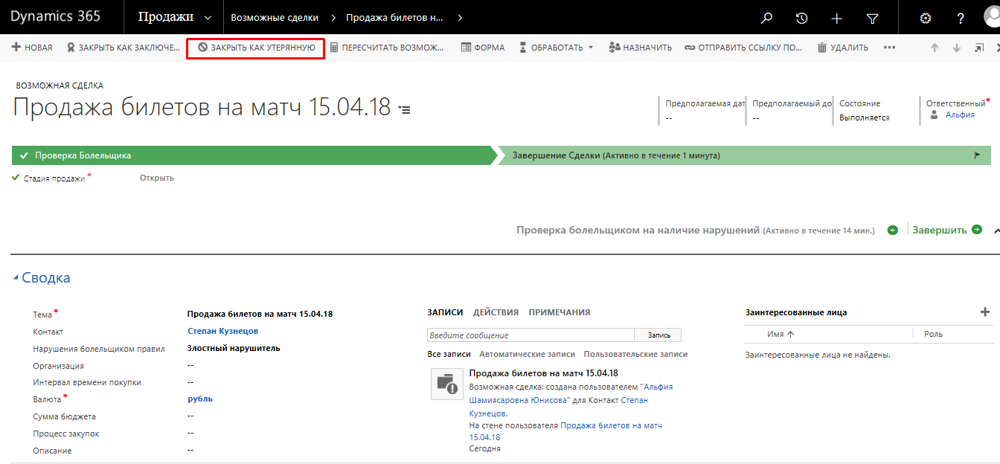 Dynamics 365 Продажи Возможные сделки Продажа билетов н...
НОВАЯ ЗАКРЫТЬ КАК ЗАКЛЮЧЕ... ЗАКРЫТЬ КАК УТЕРЯННУЮ ПЕРЕСЧИТАТЬ ВОЗМОЖ... ФОРМА ОБРАБОТАТЬ НАЗНАЧИТЬ ОТПРАВИТЬ ССЫЛКУ ПО... УДАЛИТЬ
ВОЗМОЖНАЯ СДЕЛКА
Продажа билетов на матч 15.04.18
Предполагаемая дат Предполагаемый до Состояние Ответственный*
-- -- Выполняется Альфия
Проверка Болельщика Завершение Сделки (Активно в течение 1 минута)
Стадия продажи * Открыть
Проверка болельщиком на наличие нарушений (Активно в течение 14 мин.) Завершить
Сводка
Тема* Продажа билетов на матч 15.04.18
Контакт Степан Кузнецов
Нарушения болельщиком правил Злостный нарушитель
Организация --
Интервал времени покупки --
Валюта* рубль
Сумма бюджета --
Процесс закупок --
Описание --
ЗАПИСИ ДЕЙСТВИЯ ПРИМЕЧАНИЯ
Введите сообщение Запись
Все записи Автоматические записи Пользовательские записи
Продажа билетов на матч 15.04.18
Возможная сделка: создана пользователем "Альфия
Шамиясаровна Юнисова" для Контакт Степан
Кузнецов.
На стене пользователя Продажа билетов на матч
15.04.18
Сегодня
Заинтересованные лица
Имя Роль
Заинтересованные лица не найдены.